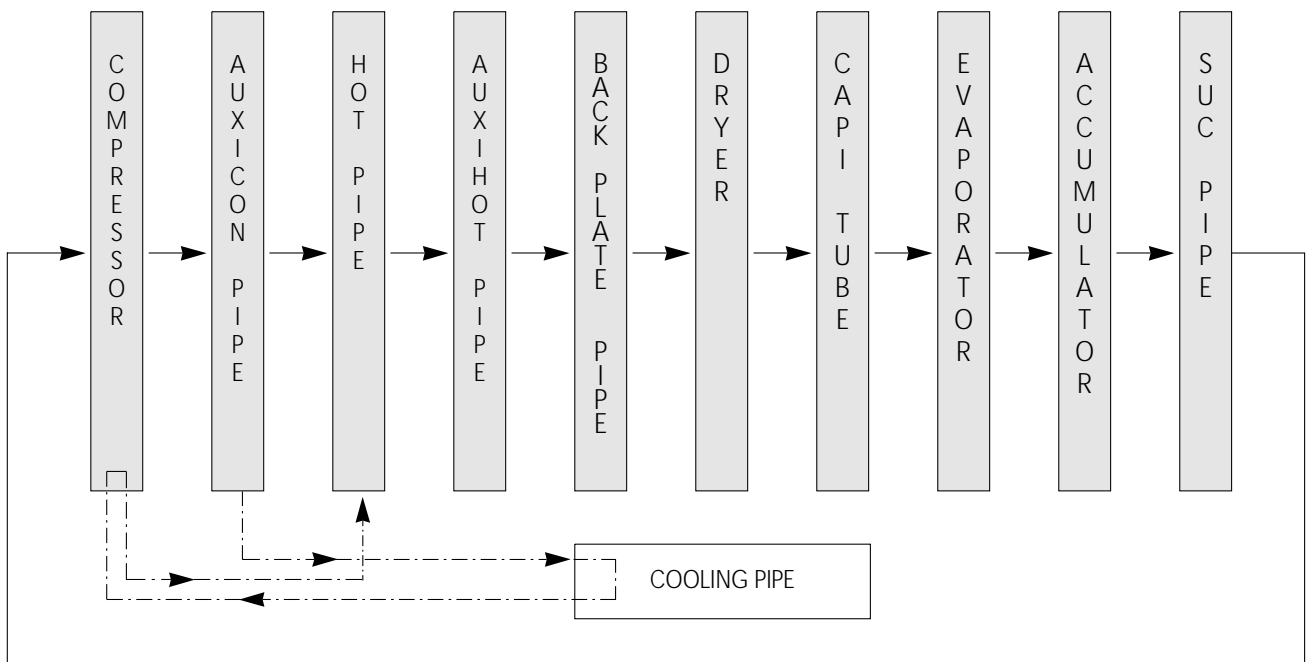 COMPRESSOR
AUXICON PIPE
HOT PIPE
AUXIHOT PIPE
BACK PLATE PIPE
DRYER
CAPI TUBE
EVAPORATOR
ACCUMULATOR
SUC PIPE
COOLING PIPE